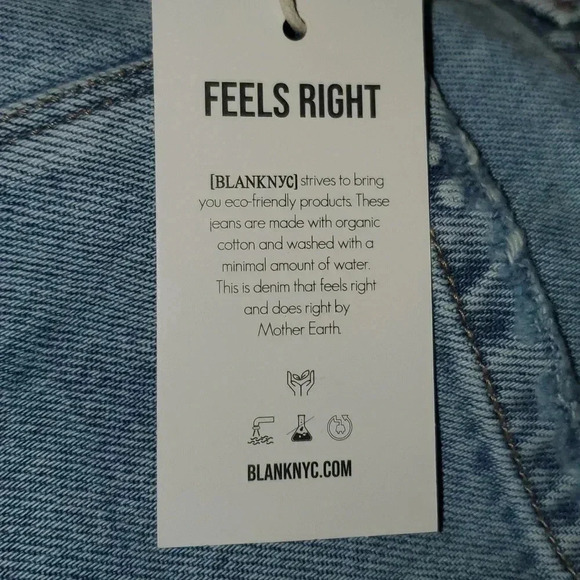 FEELS RIGHT
[BLANKNYC] strives to bring
you eco-friendly products. These
jeans are made with organic
cotton and washed with a
minimal amount of water.
This is denim that feels right
and does right by
Mother Earth.
BLANKNYC.COM